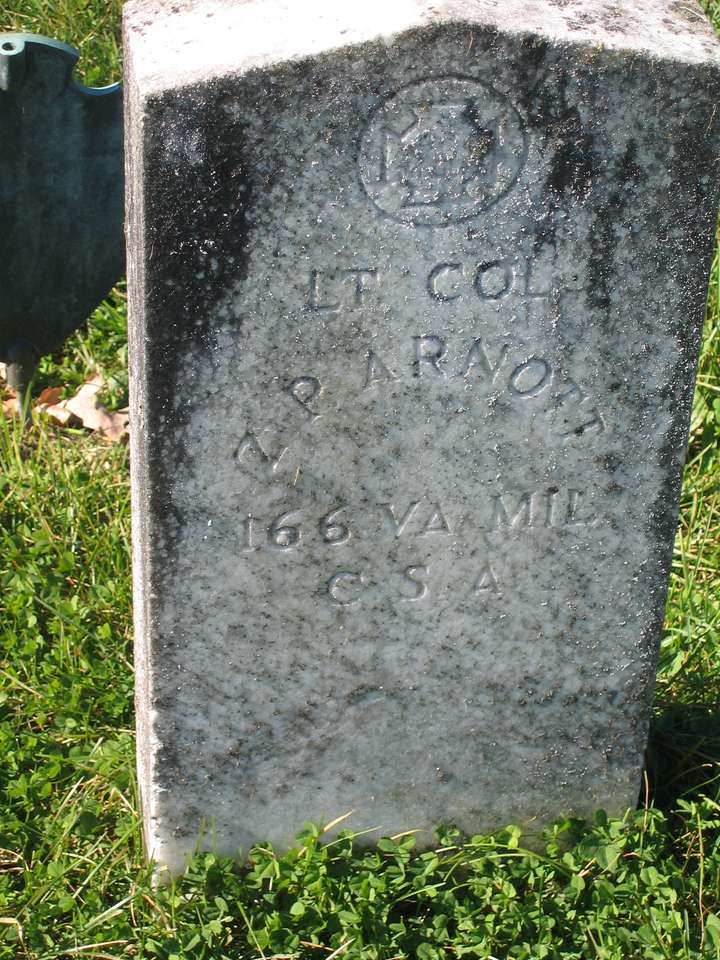 LT COL
N P ARNOTT
166 VA MIL
C S A